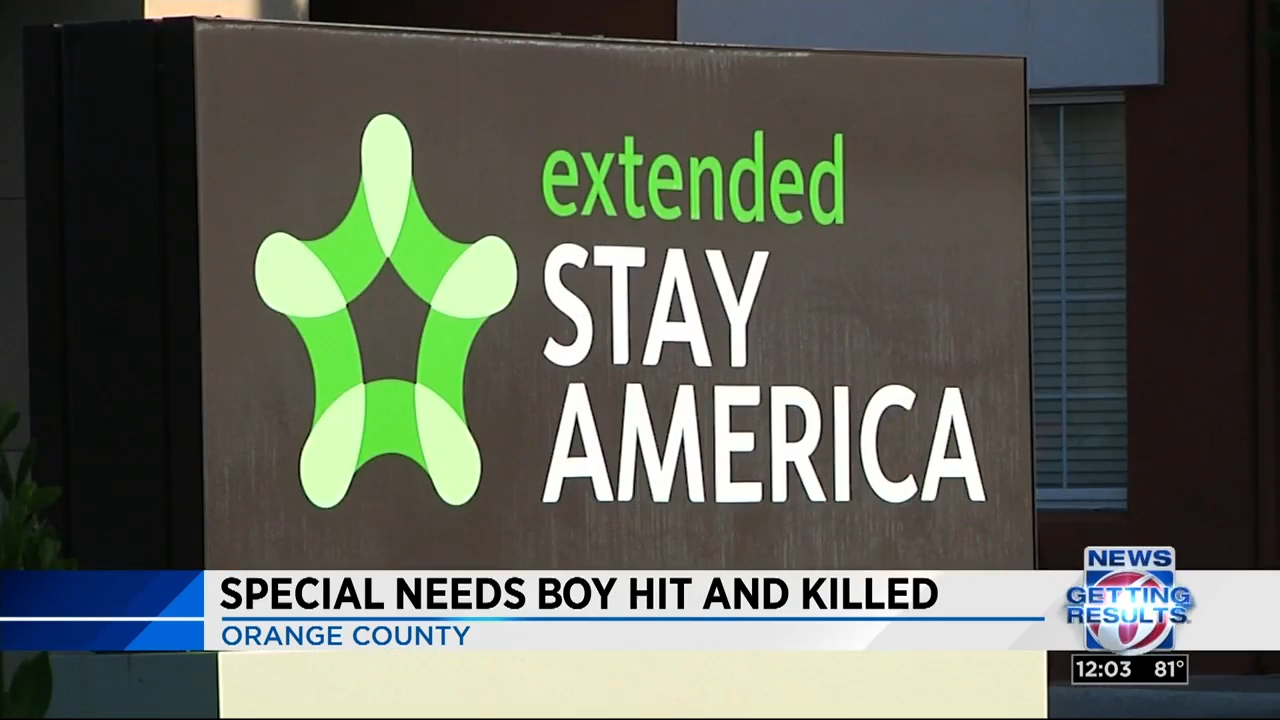 extended
STAY
AMERICA
SPECIAL NEEDS BOY HIT AND KILLED
ORANGE COUNTY
NEWS
GETTING
RESULTS
12:03 81°